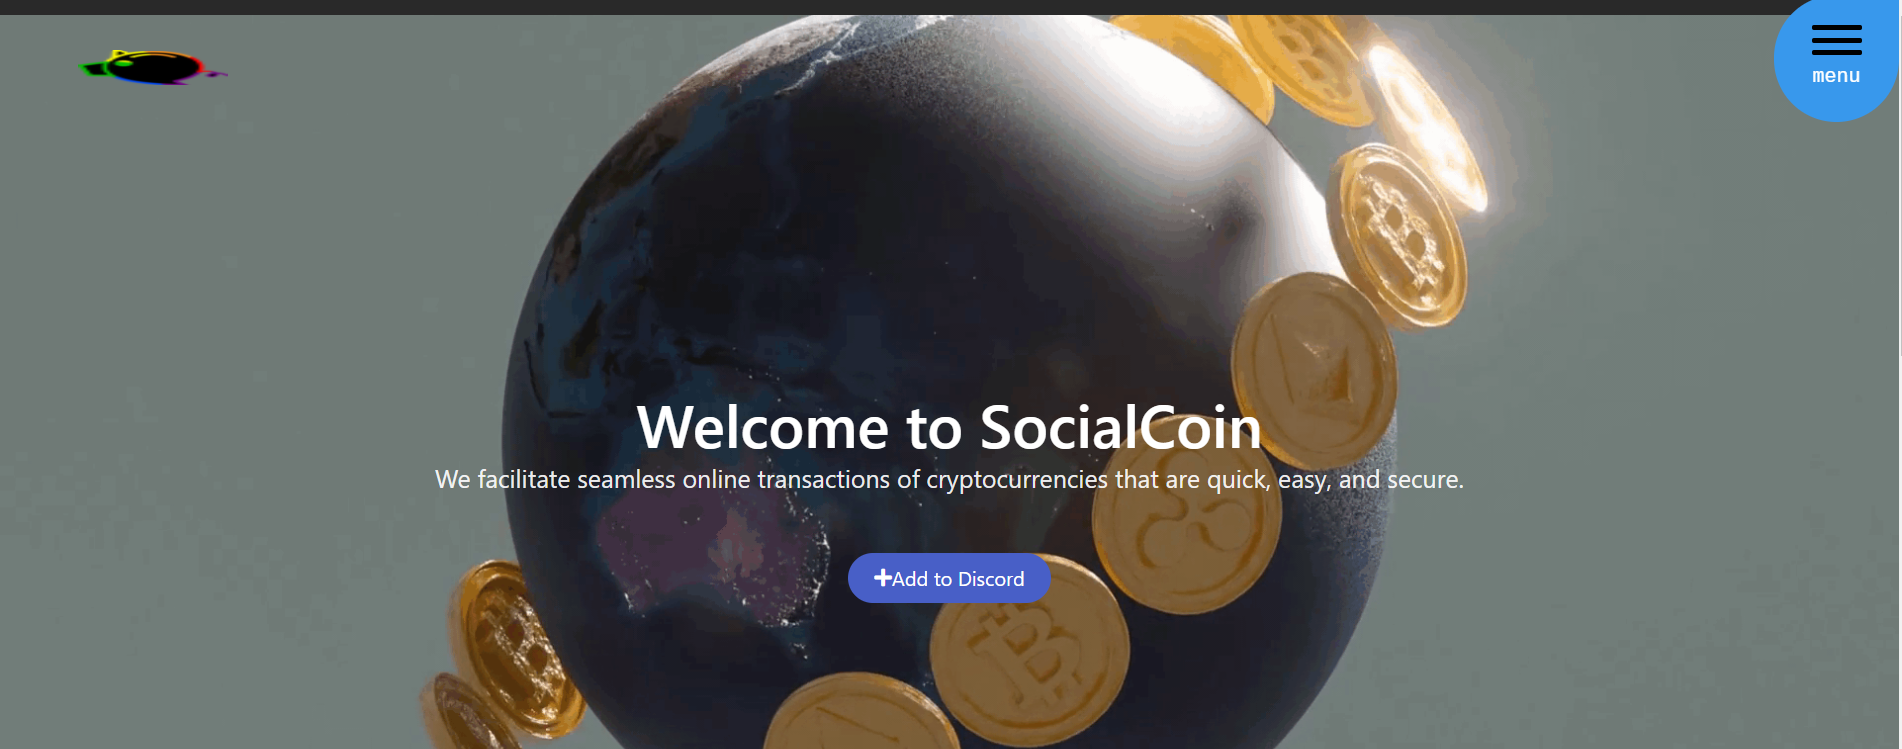 menu
Welcome to SocialCoin
We facilitate seamless online transactions of cryptocurrencies that are quick, easy, and secure.
Add to Discord